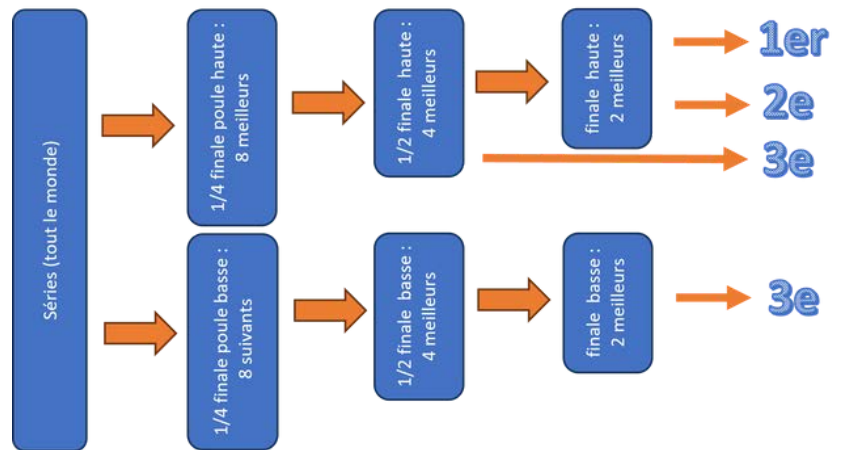 Séries (tout le monde)
1/4 finale poule haute :
8 meilleurs
1/2 finale haute :
4 meilleurs
finale haute :
2 meilleurs
1er
2e
3e
1/4 finale poule basse :
8 suivants
1/2 finale basse :
4 meilleurs
finale basse :
2 meilleurs
3e